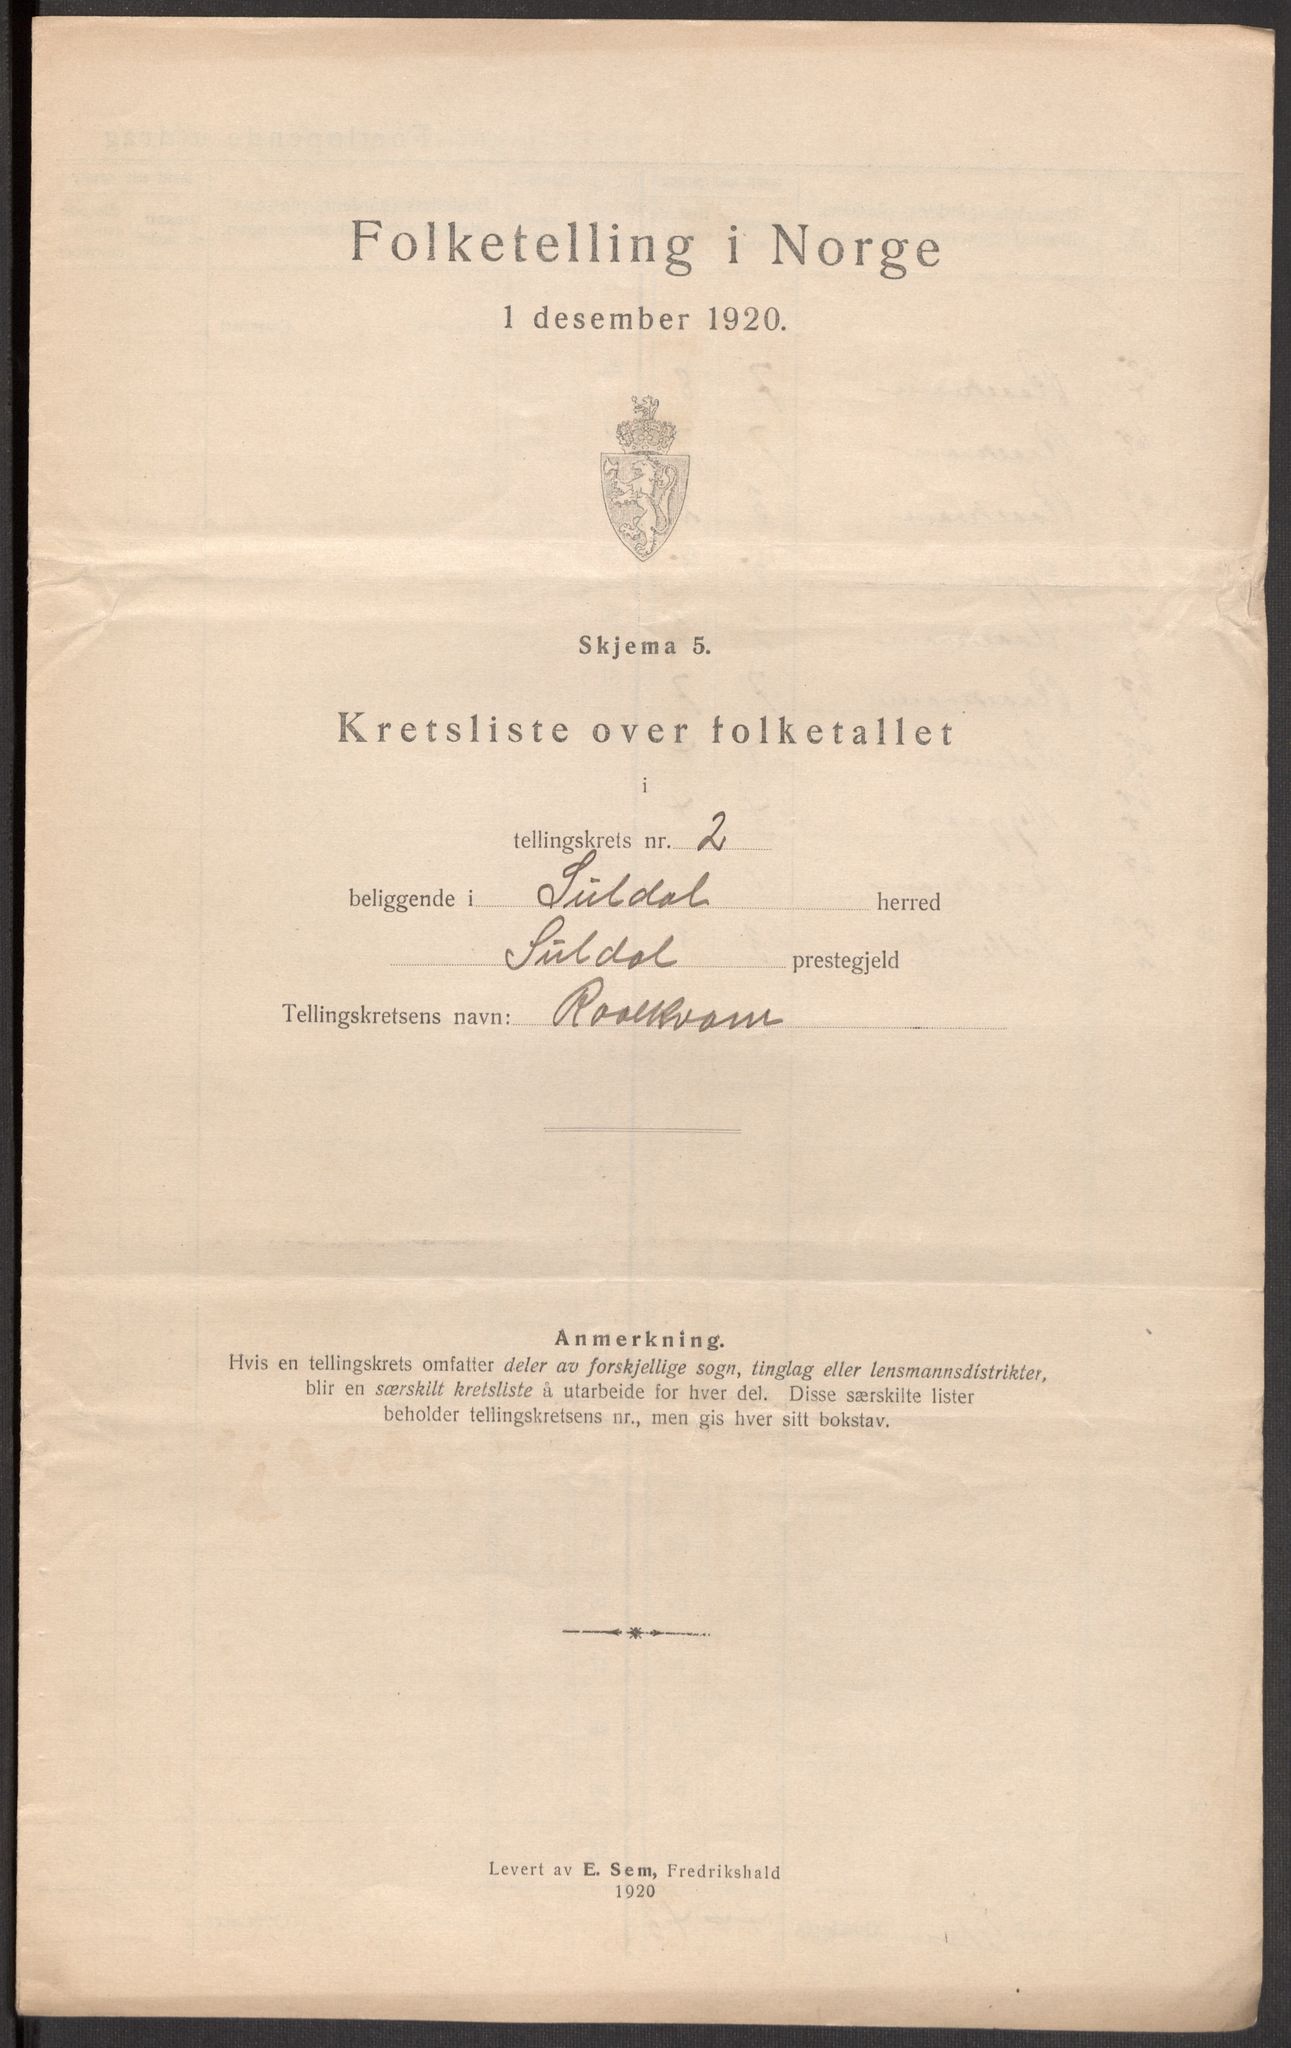 Folketelling i Norge
1 desember 1920.
Skjema 5.
Kretsliste over folketallet
i
tellingskrets nr. 2
beliggende i Suldal herred
Suldal prestegjeld
Tellingskretsens navn: Roalkvam
Anmerkning.
Hvis en tellingskrets omfatter deler av forskjellige sogn, tinglag eller lensmannsdistrikter,
blir en særskilt kretsliste å utarbeide for hver del. Disse særskilte lister
beholder tellingskretsens nr., men gis hver sitt bokstav.
Levert av E. Sem, Fredrikshald
1920